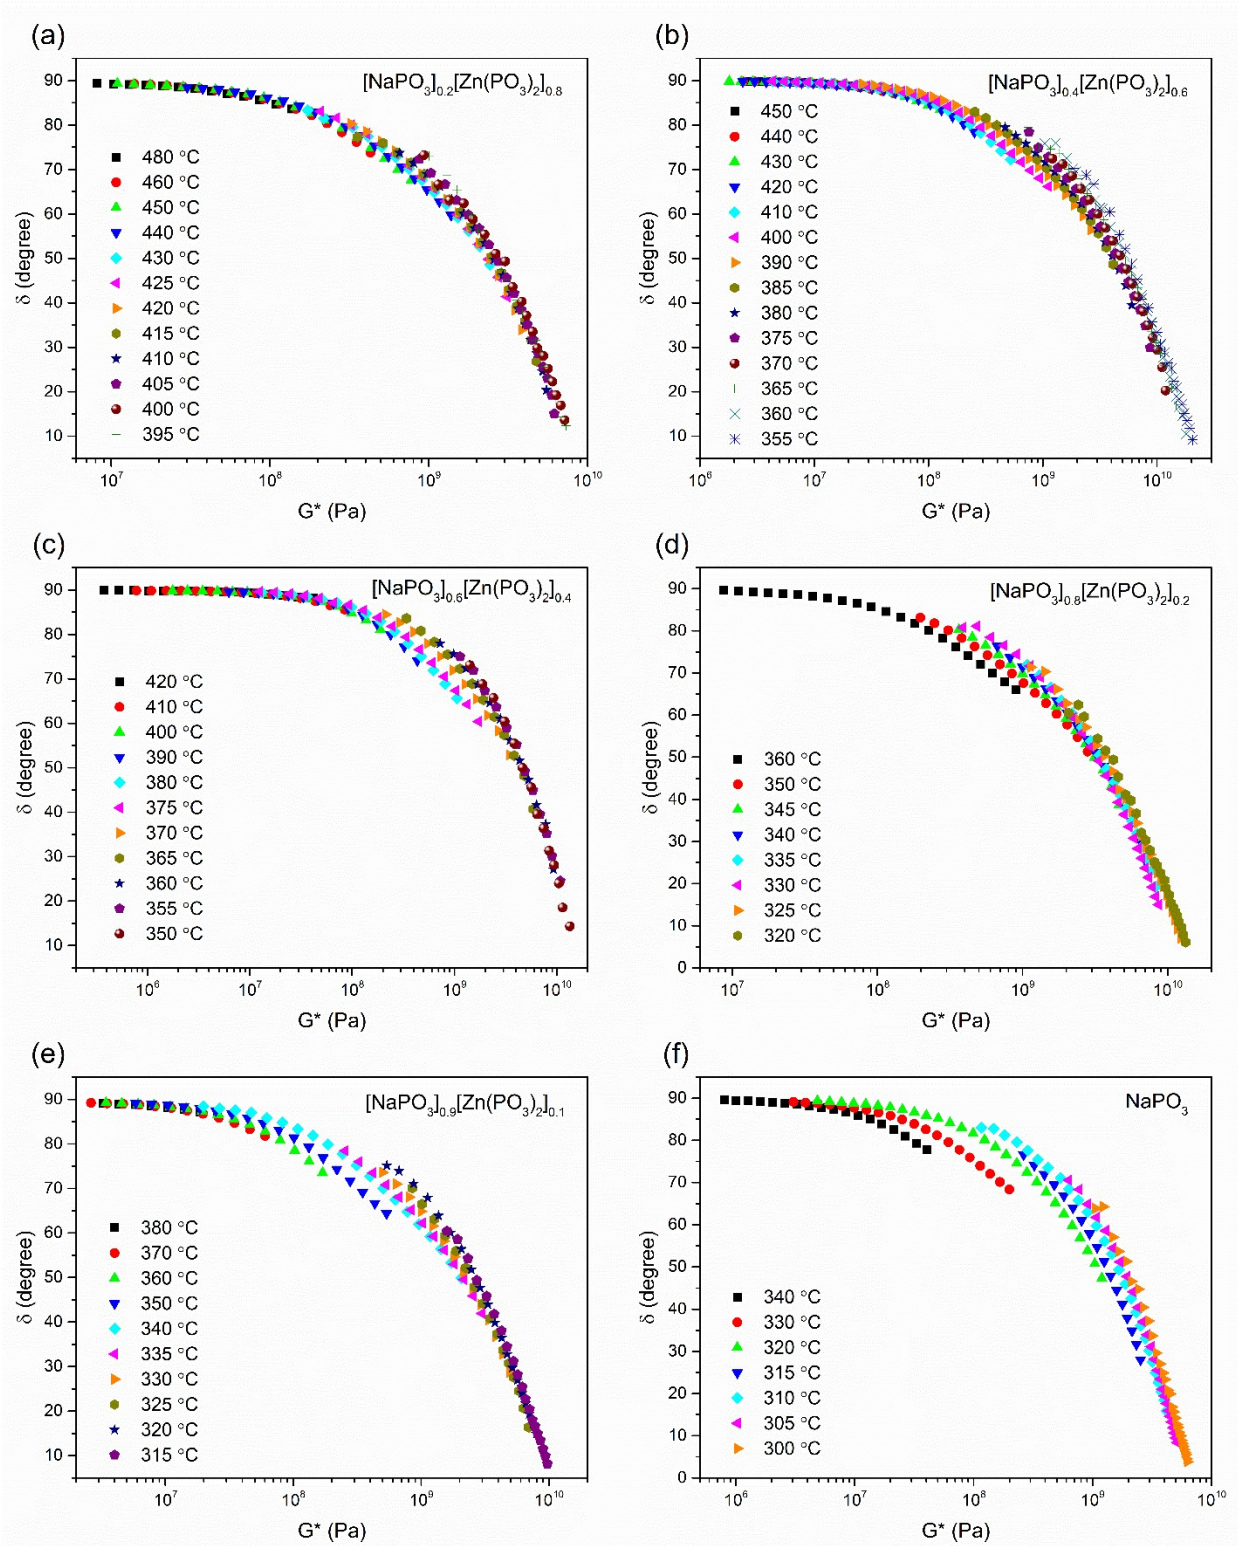 (a)
[NaPO3]0.2[Zn(PO3)2]0.8
δ (degree)
90
80
70
60
50
40
30
20
10
480 °C
460 °C
450 °C
440 °C
430 °C
425 °C
420 °C
415 °C
410 °C
405 °C
400 °C
395 °C
10^7
10^8
10^9
10^10
G* (Pa)
(b)
[NaPO3]0.4[Zn(PO3)2]0.6
δ (degree)
90
80
70
60
50
40
30
20
10
450 °C
440 °C
430 °C
420 °C
410 °C
400 °C
390 °C
385 °C
380 °C
375 °C
370 °C
365 °C
360 °C
355 °C
10^6
10^7
10^8
10^9
10^10
G* (Pa)
(c)
[NaPO3]0.6[Zn(PO3)2]0.4
δ (degree)
90
80
70
60
50
40
30
20
10
420 °C
410 °C
400 °C
390 °C
380 °C
375 °C
370 °C
365 °C
360 °C
355 °C
350 °C
10^6
10^7
10^8
10^9
10^10
G* (Pa)
(d)
[NaPO3]0.8[Zn(PO3)2]0.2
δ (degree)
90
80
70
60
50
40
30
20
10
0
360 °C
350 °C
345 °C
340 °C
335 °C
330 °C
325 °C
320 °C
10^7
10^8
10^9
10^10
G* (Pa)
(e)
[NaPO3]0.9[Zn(PO3)2]0.1
δ (degree)
90
80
70
60
50
40
30
20
10
380 °C
370 °C
360 °C
350 °C
340 °C
335 °C
330 °C
325 °C
320 °C
315 °C
10^7
10^8
10^9
10^10
G* (Pa)
(f)
NaPO3
δ (degree)
90
80
70
60
50
40
30
20
10
0
340 °C
330 °C
320 °C
315 °C
310 °C
305 °C
300 °C
10^6
10^7
10^8
10^9
10^10
G* (Pa)